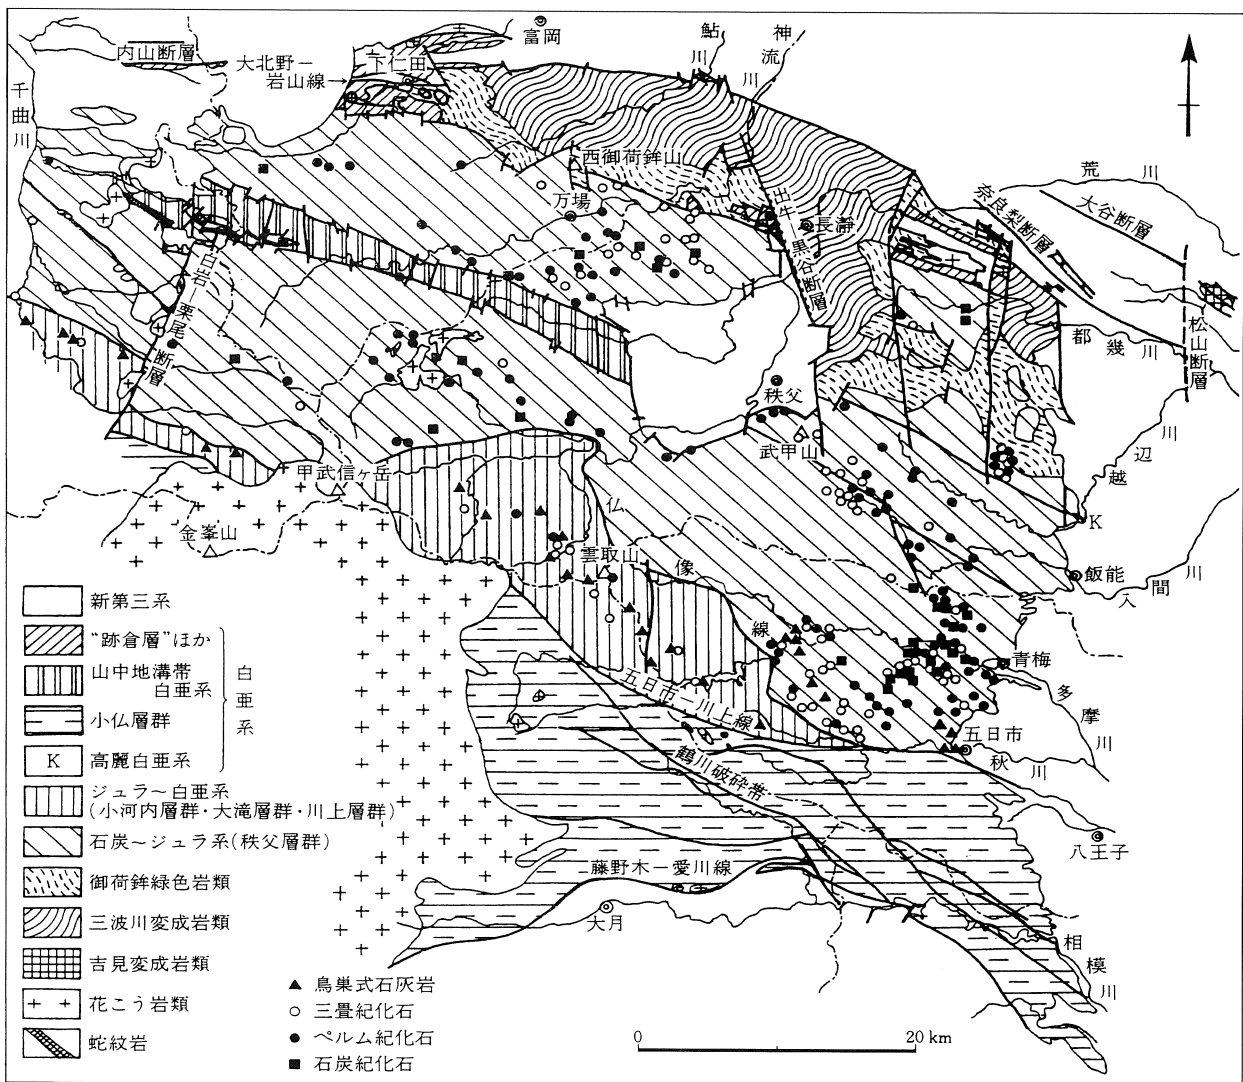 内山断層
大北野－
岩山線
下仁田
富岡
鮎
川
神
流
川
千
曲
川
西御荷鉾山
万場
出牛－黒谷断層
長瀞
荒
川
奈良梨断層
大谷断層
松山断層
都
幾
川
越
辺
川
白岩－栗尾断層
秩父
武甲山
甲武信ヶ岳
金峯山
雲取山
仏
像
線
K
飯能
入
間
川
青梅
多
摩
川
五日市－川上線
五日市
秋
川
鶴川破砕帯
八王子
藤野木－愛川線
大月
相
模
川
新第三系
“跡倉層”ほか
山中地溝帯
白亜系
小仏層群
K
高麗白亜系
白
亜
系
ジュラ～白亜系
(小河内層群・大滝層群・川上層群)
石炭～ジュラ系(秩父層群)
御荷鉾緑色岩類
三波川変成岩類
吉見変成岩類
花こう岩類
蛇紋岩
鳥巣式石灰岩
三畳紀化石
ペルム紀化石
石炭紀化石
0
20 km